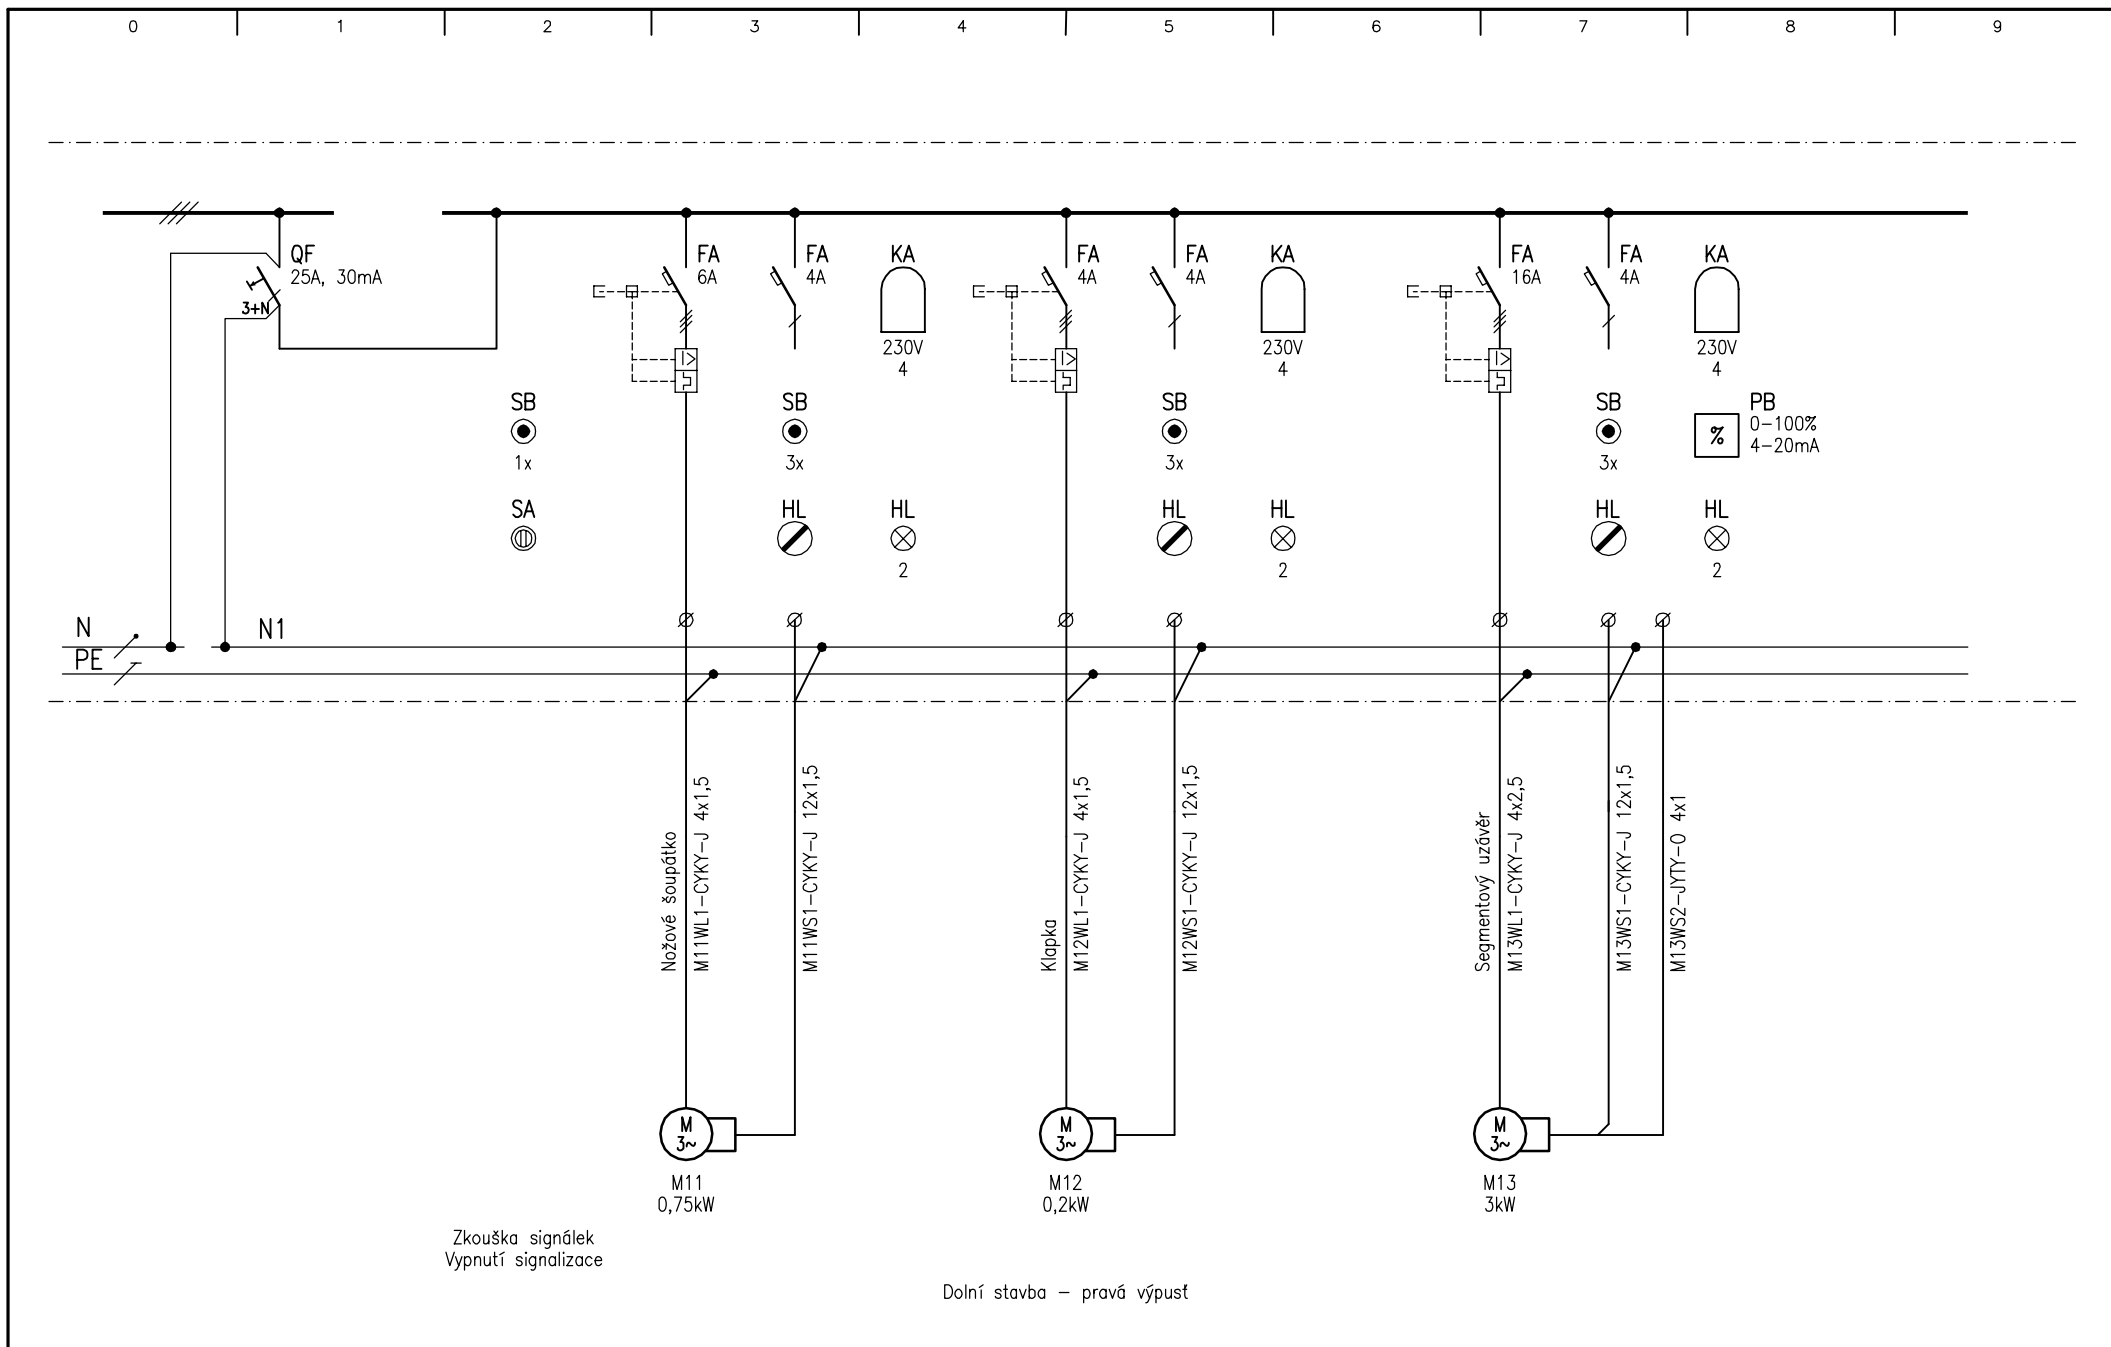 0 1 2 3 4 5 6 7 8 9
QF
25A, 30mA
3+N
FA
6A
FA
4A
KA
230V
4
FA
4A
FA
4A
KA
230V
4
FA
16A
FA
4A
KA
230V
4
SB
1x
SB
3x
SB
3x
SB
3x
%
PB
0-100%
4-20mA
SA
HL
HL
2
HL
HL
2
HL
HL
2
N
N1
PE
Nožové šoupátko
M11WL1-CYKY-J 4x1,5
M11WS1-CYKY-J 12x1,5
Klapka
M12WL1-CYKY-J 4x1,5
M12WS1-CYKY-J 12x1,5
Segmentový uzávěr
M13WL1-CYKY-J 4x2,5
M13WS1-CYKY-J 12x1,5
M13WS2-JYTY-O 4x1
M
3~
M11
0,75kW
M
3~
M12
0,2kW
M
3~
M13
3kW
Zkouška signálek
Vypnutí signalizace
Dolní stavba - pravá výpusť